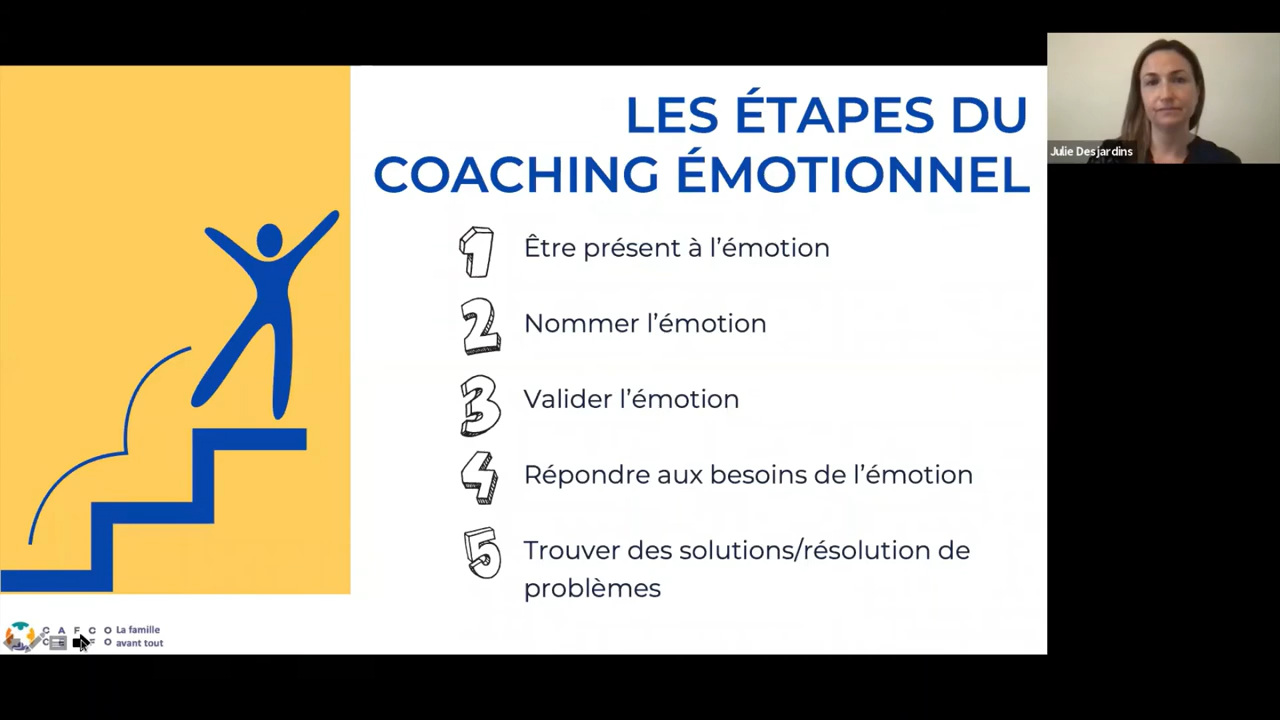 LES ÉTAPES DU
COACHING ÉMOTIONNEL
Julie Desjardins
1 Être présent à l’émotion
2 Nommer l’émotion
3 Valider l’émotion
4 Répondre aux besoins de l’émotion
5 Trouver des solutions/résolution de
problèmes
C A F C O La famille
O avant tout